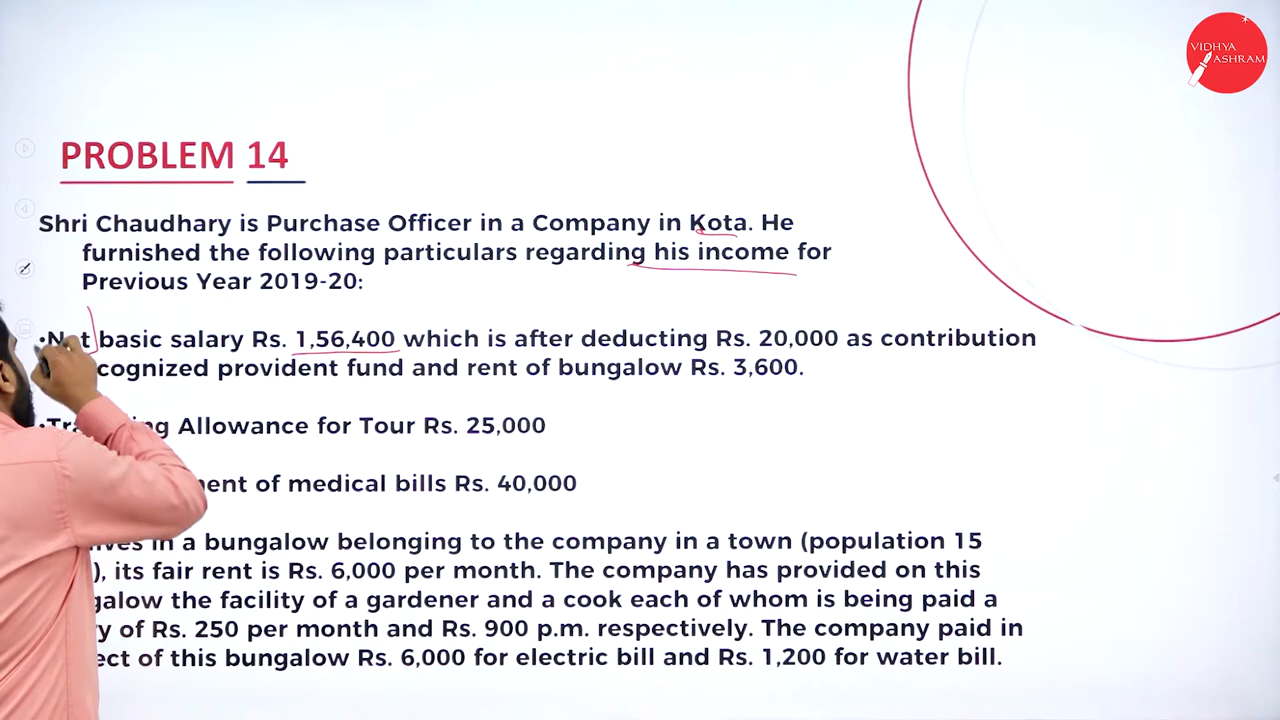 VIDHYA
ASHRAM
PROBLEM 14
Shri Chaudhary is Purchase Officer in a Company in Kota. He
furnished the following particulars regarding his income for
Previous Year 2019-20:
•Net basic salary Rs. 1,56,400 which is after deducting Rs. 20,000 as contribution
provident fund and rent of bungalow Rs. 3,600.
Allowance for Tour Rs. 25,000
of medical bills Rs. 40,000
in a bungalow belonging to the company in a town (population 15
), its fair rent is Rs. 6,000 per month. The company has provided on this
the facility of a gardener and a cook each of whom is being paid a
of Rs. 250 per month and Rs. 900 p.m. respectively. The company paid in
of this bungalow Rs. 6,000 for electric bill and Rs. 1,200 for water bill.